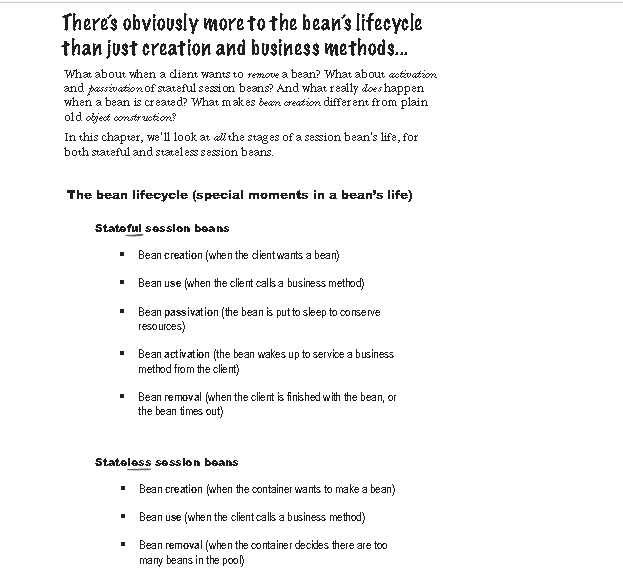 There's obviously more to the bean's lifecycle
than just creation and business methods...
What about when a client wants to remove a bean? What about activation
and passivation of stateful session beans? And what really does happen
when a bean is created? What makes bean creation different from plain
old object construction?
In this chapter, we'll look at all the stages of a session bean's life, for
both stateful and stateless session beans.
The bean lifecycle (special moments in a bean's life)
Stateful session beans
▪ Bean creation (when the client wants a bean)
▪ Bean use (when the client calls a business method)
▪ Bean passivation (the bean is put to sleep to conserve
resources)
▪ Bean activation (the bean wakes up to service a business
method from the client)
▪ Bean removal (when the client is finished with the bean, or
the bean times out)
Stateless session beans
▪ Bean creation (when the container wants to make a bean)
▪ Bean use (when the client calls a business method)
▪ Bean removal (when the container decides there are too
many beans in the pool)